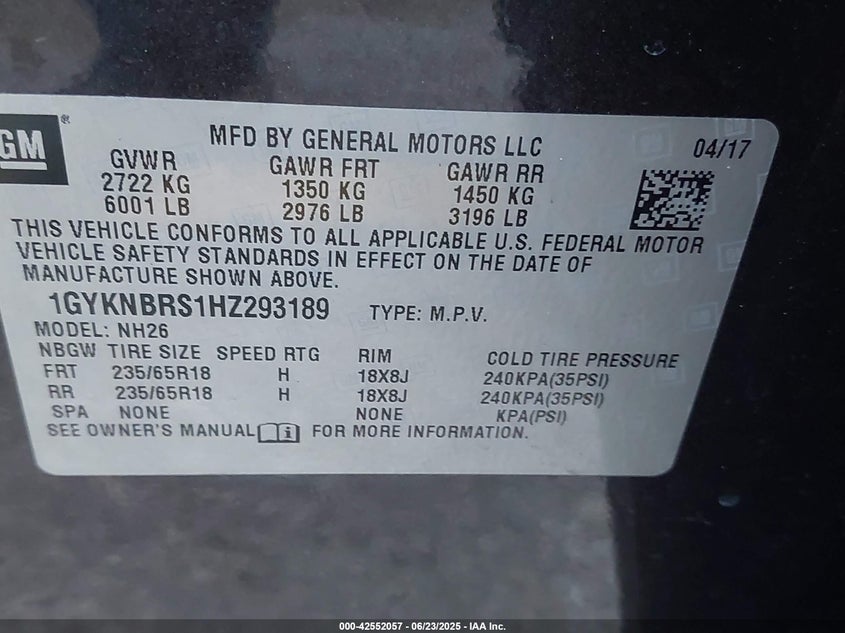 GM ®
MFD BY GENERAL MOTORS LLC 04/17
GVWR GAWR FRT GAWR RR
2722 KG 1350 KG 1450 KG
6001 LB 2976 LB 3196 LB
THIS VEHICLE CONFORMS TO ALL APPLICABLE U.S. FEDERAL MOTOR
VEHICLE SAFETY STANDARDS IN EFFECT ON THE DATE OF
MANUFACTURE SHOWN ABOVE.
1GYKNBRS1HZ293189 TYPE: M.P.V.
MODEL: NH26
NBGW TIRE SIZE SPEED RTG RIM COLD TIRE PRESSURE
FRT 235/65R18 H 18X8J 240KPA(35PSI)
RR 235/65R18 H 18X8J 240KPA(35PSI)
SPA NONE NONE KPA(PSI)
SEE OWNER'S MANUAL FOR MORE INFORMATION.
000-42552057 - 06/23/2025 - IAA Inc.